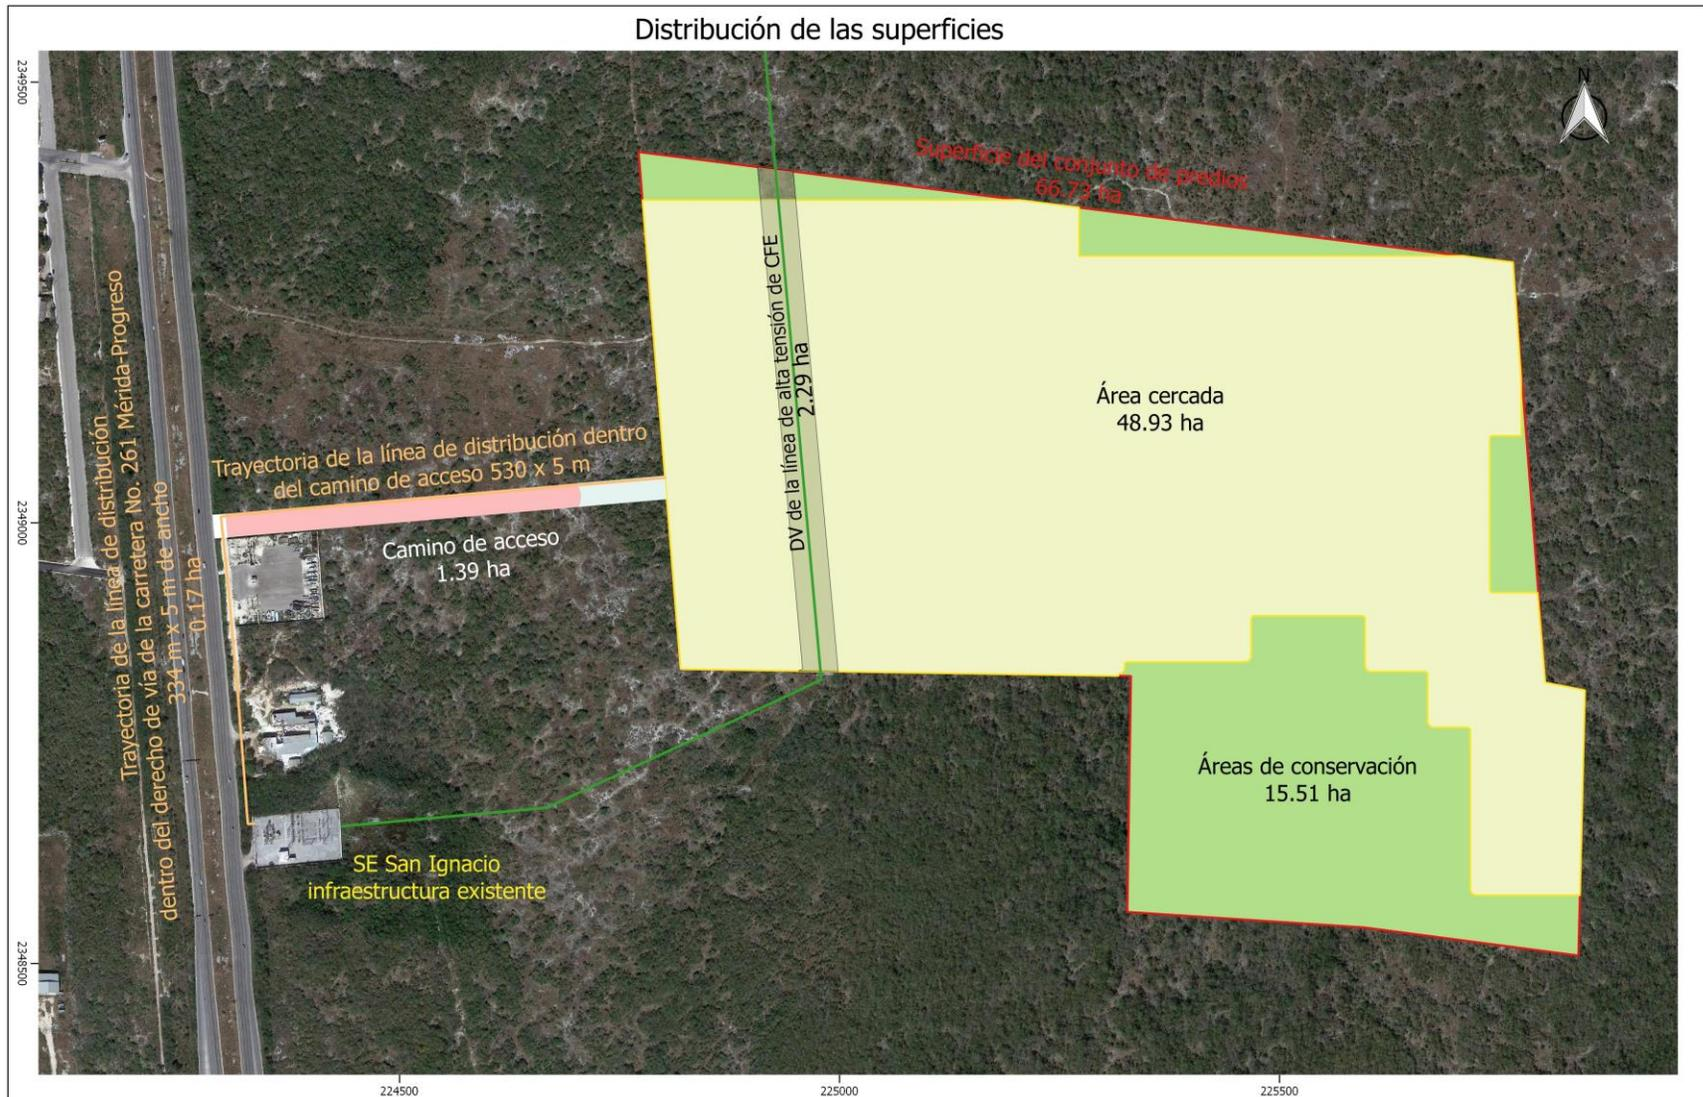 Distribución de las superficies
2349500
2349000
2348500
N
Superficie del conjunto de predios
66.73 ha
DV de la línea de alta tensión de CFE
2.29 ha
Área cercada
48.93 ha
Trayectoria de la línea de distribución
dentro del derecho de vía de la carretera No. 261 Mérida-Progreso
334 m x 5 m de ancho
0.17 ha
Trayectoria de la línea de distribución dentro
del camino de acceso 530 x 5 m
Camino de acceso
1.39 ha
Áreas de conservación
15.51 ha
SE San Ignacio
infraestructura existente
224500
225000
225500